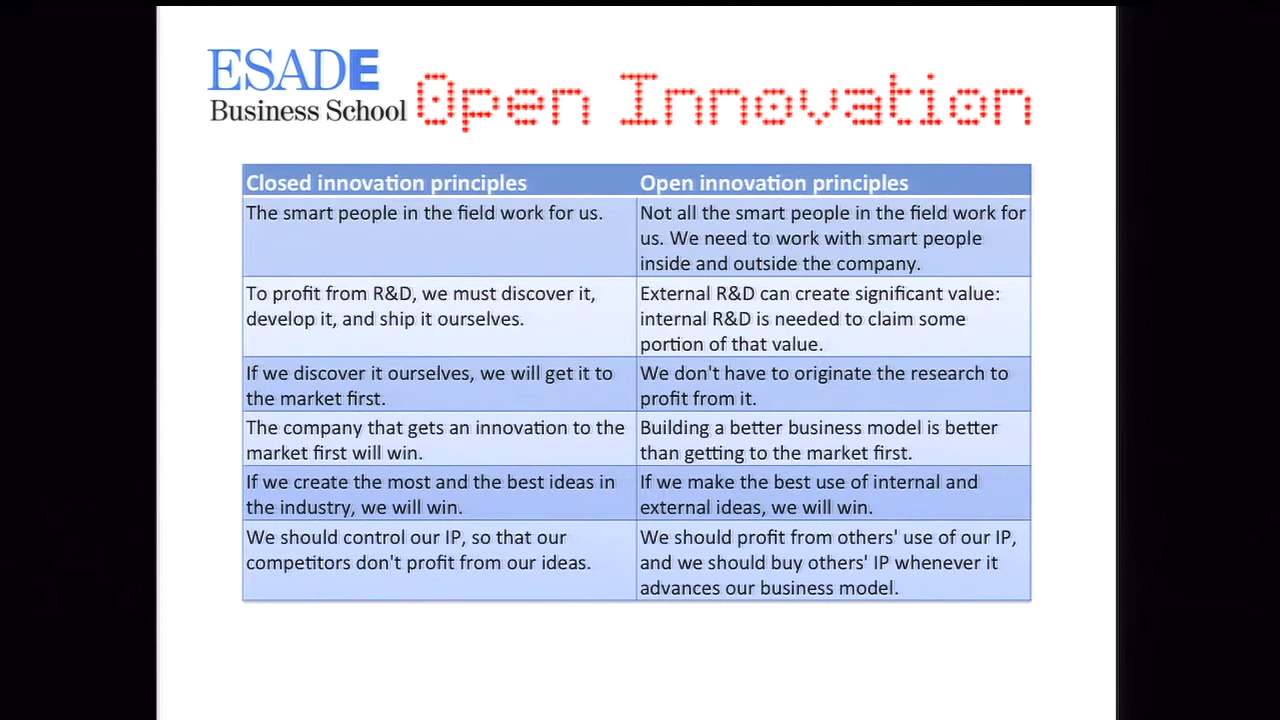 ESADE
Business School
Open Innovation
Closed innovation principles
Open innovation principles
The smart people in the field work for us.
Not all the smart people in the field work for
us. We need to work with smart people
inside and outside the company.
To profit from R&D, we must discover it,
develop it, and ship it ourselves.
External R&D can create significant value:
internal R&D is needed to claim some
portion of that value.
If we discover it ourselves, we will get it to
the market first.
We don't have to originate the research to
profit from it.
The company that gets an innovation to the
market first will win.
Building a better business model is better
than getting to the market first.
If we create the most and the best ideas in
the industry, we will win.
If we make the best use of internal and
external ideas, we will win.
We should control our IP, so that our
competitors don't profit from our ideas.
We should profit from others' use of our IP,
and we should buy others' IP whenever it
advances our business model.